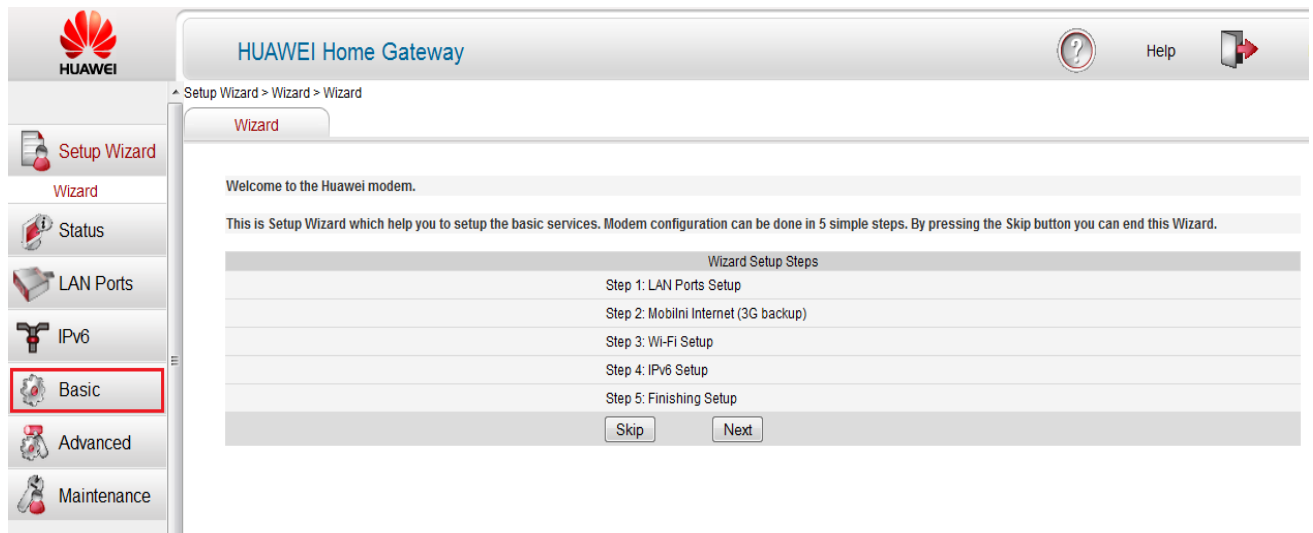 HUAWEI
HUAWEI Home Gateway
Help
Setup Wizard > Wizard > Wizard
Wizard
Setup Wizard
Wizard
Status
LAN Ports
IPv6
Basic
Advanced
Maintenance
Welcome to the Huawei modem.
This is Setup Wizard which help you to setup the basic services. Modem configuration can be done in 5 simple steps. By pressing the Skip button you can end this Wizard.
Wizard Setup Steps
Step 1: LAN Ports Setup
Step 2: Mobilni Internet (3G backup)
Step 3: Wi-Fi Setup
Step 4: IPv6 Setup
Step 5: Finishing Setup
Skip Next